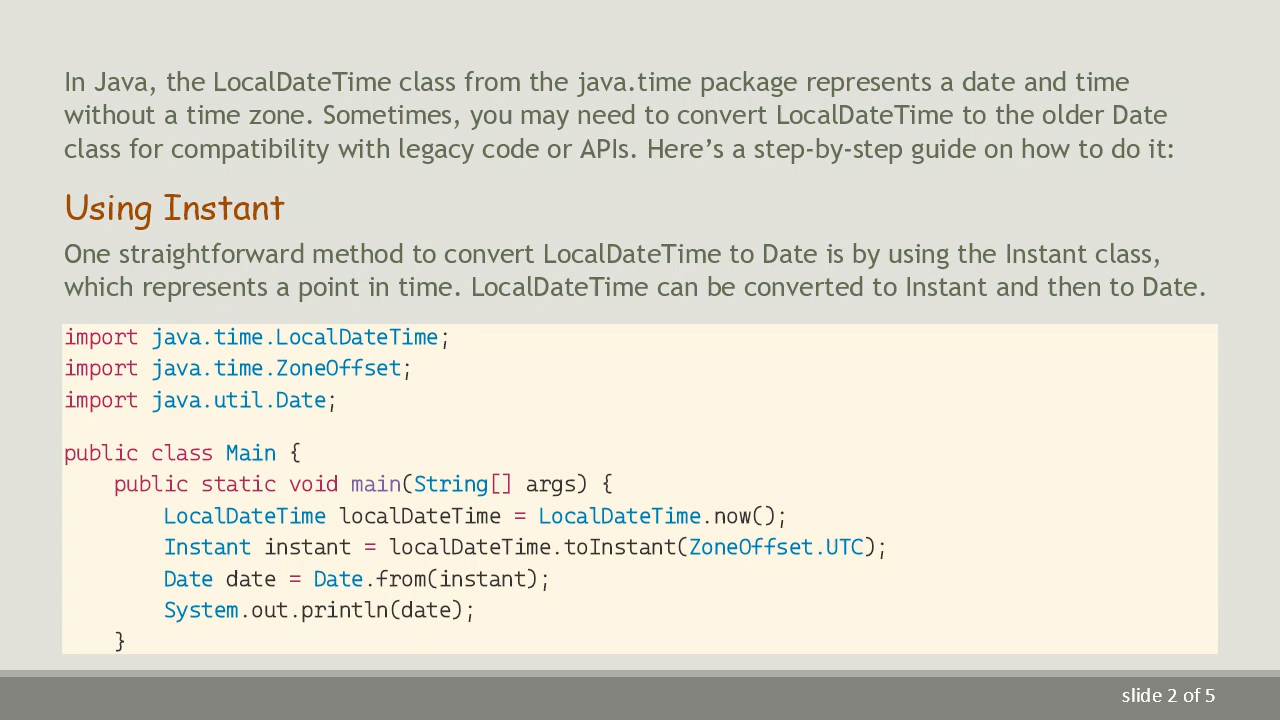 In Java, the LocalDateTime class from the java.time package represents a date and time
without a time zone. Sometimes, you may need to convert LocalDateTime to the older Date
class for compatibility with legacy code or APIs. Here’s a step-by-step guide on how to do it:
Using Instant
One straightforward method to convert LocalDateTime to Date is by using the Instant class,
which represents a point in time. LocalDateTime can be converted to Instant and then to Date.
import java.time.LocalDateTime;
import java.time.ZoneOffset;
import java.util.Date;
public class Main {
    public static void main(String[] args) {
        LocalDateTime localDateTime = LocalDateTime.now();
        Instant instant = localDateTime.toInstant(ZoneOffset.UTC);
        Date date = Date.from(instant);
        System.out.println(date);
    }
slide 2 of 5